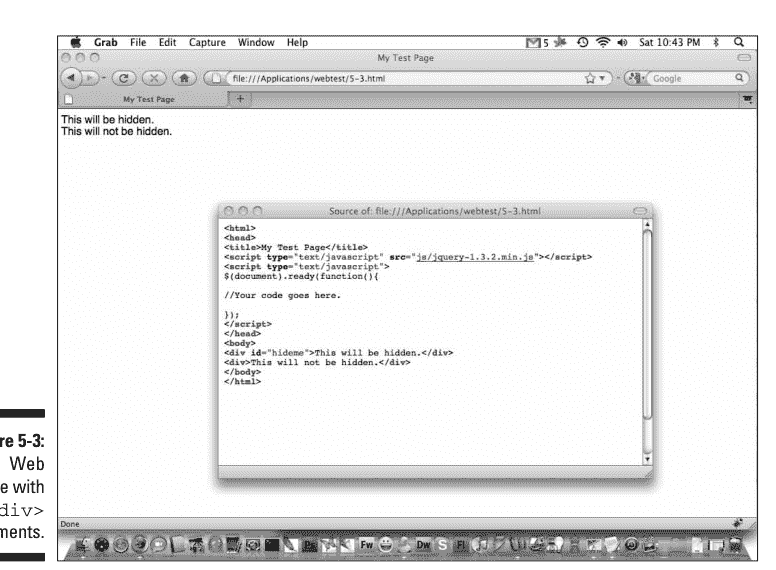 Grab File Edit Capture Window Help 5 Sat 10:43 PM
My Test Page
file:///Applications/webtest/5-3.html Google
My Test Page +
This will be hidden.
This will not be hidden.
Source of: file:///Applications/webtest/5-3.html
<html>
<head>
<title>My Test Page</title>
<script type="text/javascript" src="js/jquery-1.3.2.min.js"></script>
<script type="text/javascript">
$(document).ready(function(){
//Your code goes here.
});
</script>
</head>
<body>
<div id="hideme">This will be hidden.</div>
<div>This will not be hidden.</div>
</body>
</html>
re 5-3:
Web
e with
div>
ments.
Done
Fw Dw S Fl